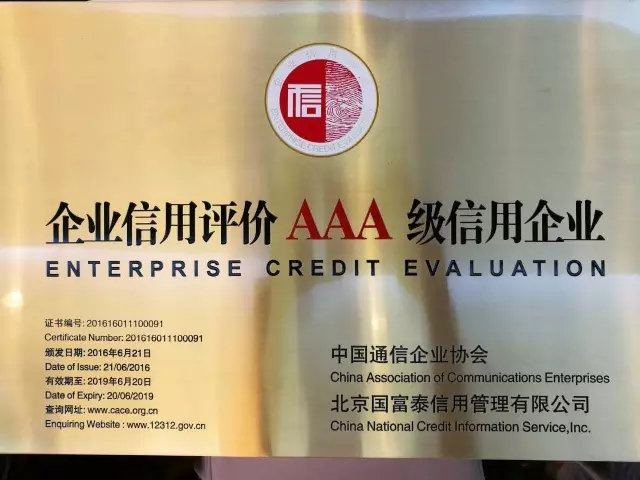 信
ENTERPRISE CREDIT EVALUATION
企业信用评价 AAA 级信用企业
ENTERPRISE CREDIT EVALUATION
证书编号: 201616011100091
Certificate Number: 201616011100091
颁发日期: 2016年6月21日
Date of Issue: 21/06/2016
有效期至: 2019年6月20日
Date of Expiry: 20/06/2019
查询网址: www.cace.org.cn
Enquiring Website : www.12312.gov.cn
中国通信企业协会
China Association of Communications Enterprises
北京国富泰信用管理有限公司
China National Credit Information Service,Inc.